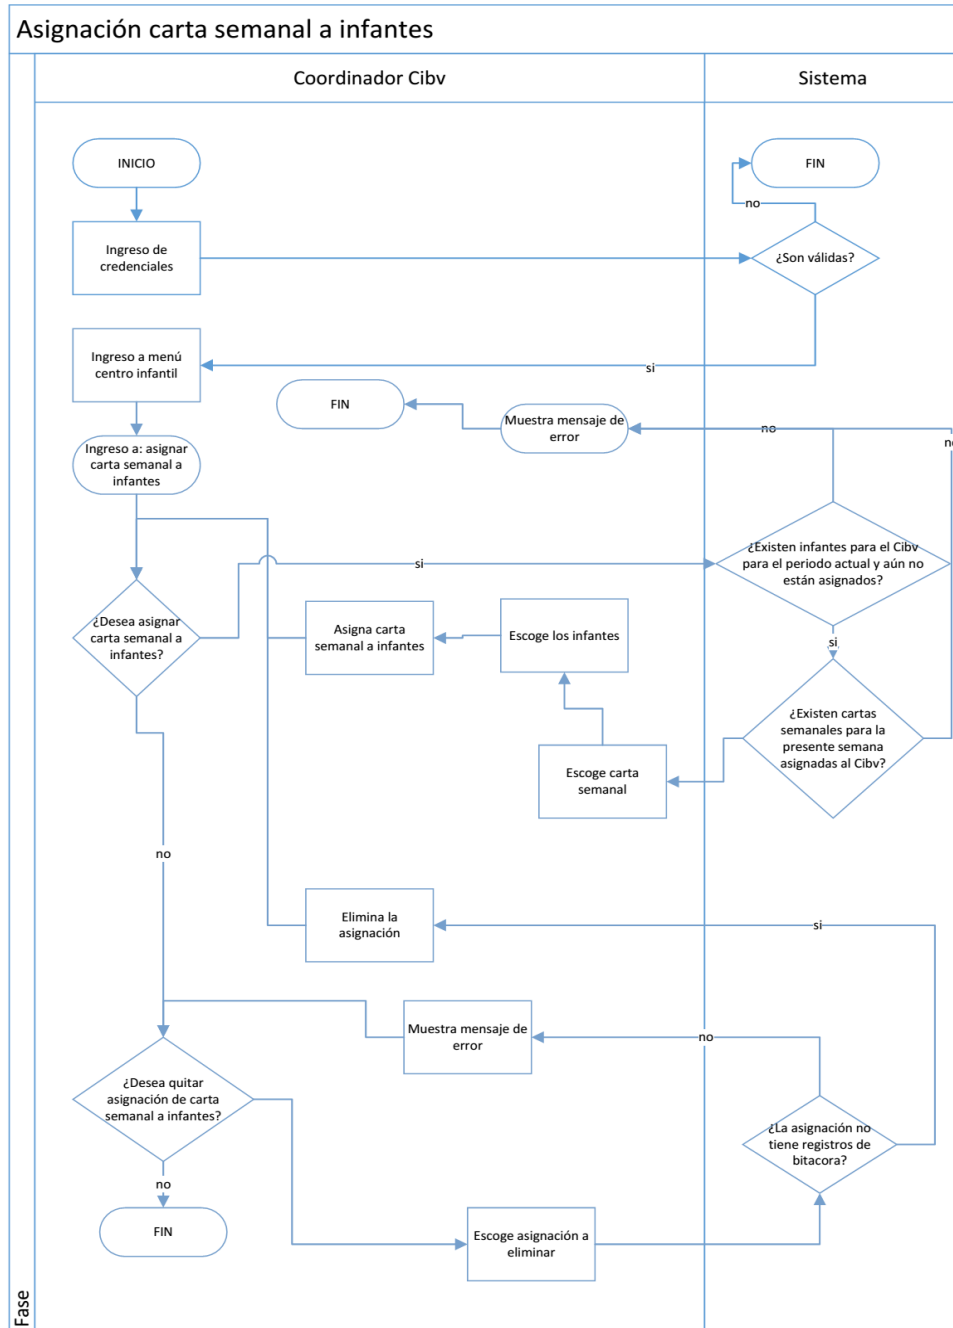 Asignación carta semanal a infantes
Coordinador Cibv
Sistema
INICIO
FIN
no
Ingreso de
credenciales
¿Son válidas?
Ingreso a menú
centro infantil
si
FIN
Muestra mensaje de
error
no
Ingreso a: asignar
carta semanal a
infantes
¿Existen infantes para el Cibv
para el periodo actual y aún no
están asignados?
si
¿Desea asignar
carta semanal a
infantes?
Asigna carta
semanal a infantes
Escoge los infantes
si
¿Existen cartas
semanales para la
presente semana
asignadas al Cibv?
Escoge carta
semanal
no
Elimina la
asignación
si
Muestra mensaje de
error
no
¿Desea quitar
asignación de carta
semanal a infantes?
¿La asignación no
tiene registros de
bitacora?
no
FIN
Escoge asignación a
eliminar
Fase